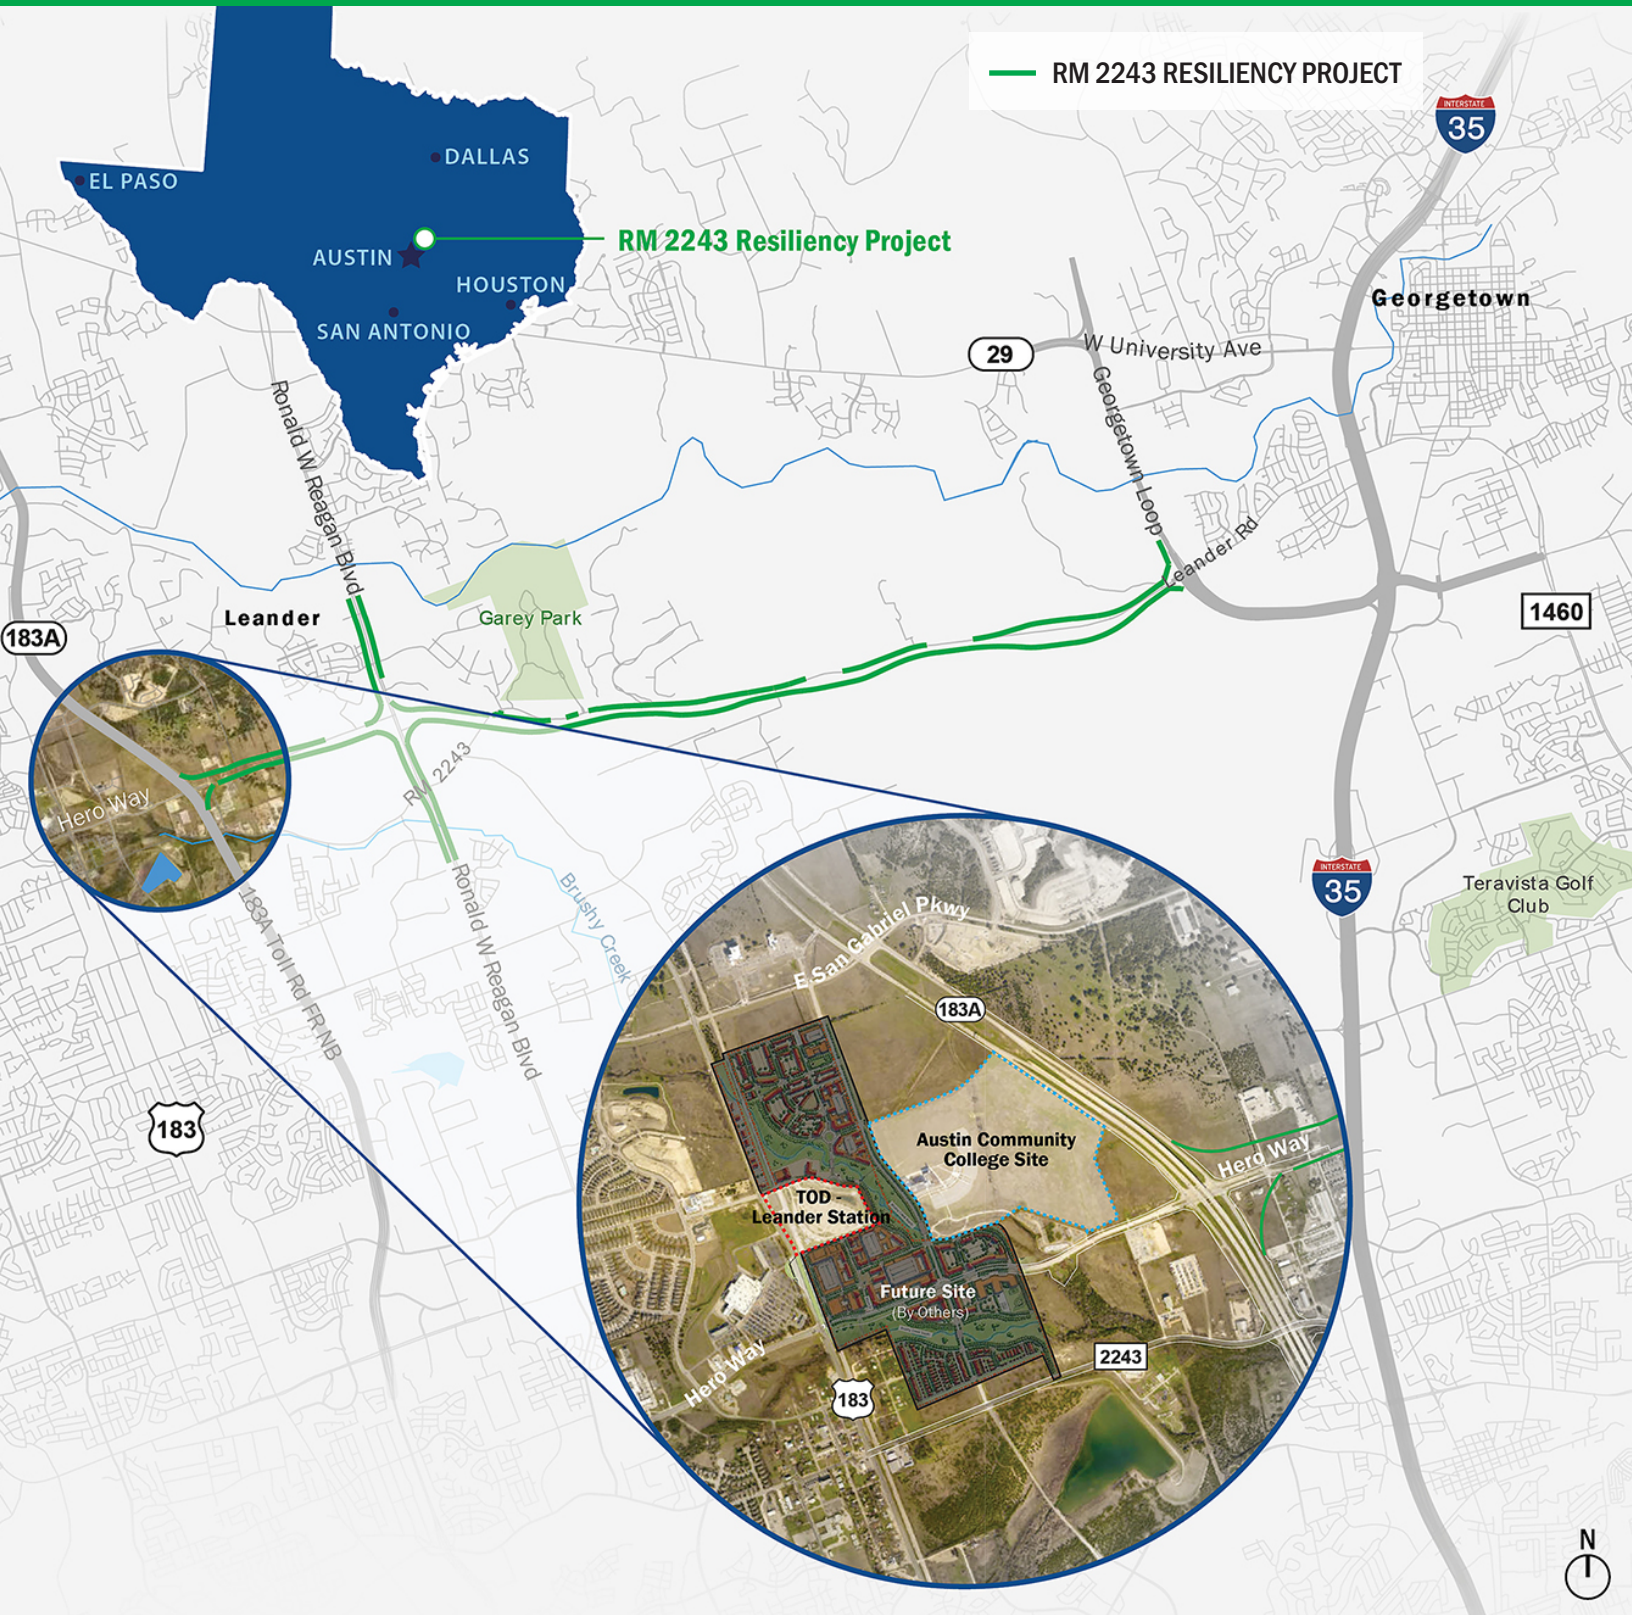 RM 2243 RESILIENCY PROJECT
INTERSTATE
35
DALLAS
EL PASO
RM 2243 Resiliency Project
AUSTIN
HOUSTON
SAN ANTONIO
Georgetown
29
W University Ave
Georgetown Loop
Ronald W Reagan Blvd
Leander Rd
1460
Leander
Garey Park
183A
Hero Way
RM 2243
INTERSTATE
35
Teravista Golf
Club
Brushy Creek
183A Toll Rd FR NB
Ronald W Reagan Blvd
183
E San Gabriel Pkwy
183A
Austin Community
College Site
Hero Way
TOD -
Leander Station
Future Site
(By Others)
Hero Way
2243
183
N